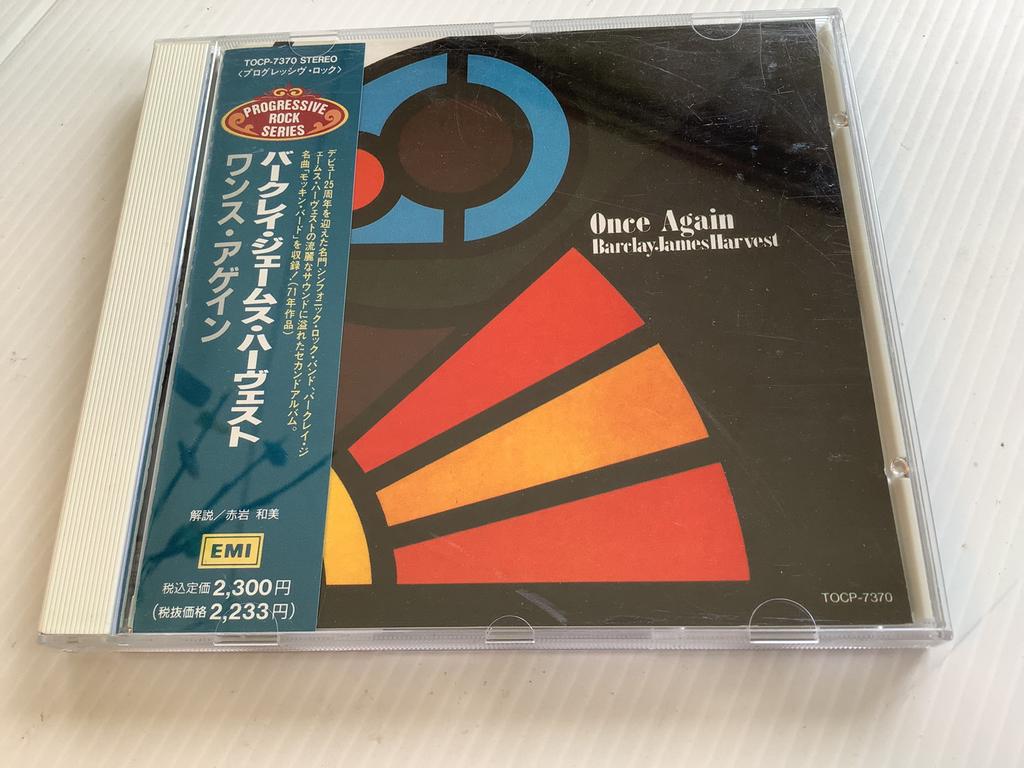 TOCP-7370 STEREO
〈プログレッシヴ・ロック〉
PROGRESSIVE
ROCK
SERIES
バークレイ・ジェームス・ハーヴェスト
ワンス・アゲイン
デビュー25周年を迎えた名門シンフォニック・ロック・バンド、バークレイ・ジ
ェームス・ハーヴェストの流麗なサウンドに溢れたセカンドアルバム。
名曲「モッキン・バード」を収録！(71年作品)
解説／赤岩 和美
EMI
税込定価2,300円
(税抜価格2,233円)
Once Again
Barclay James Harvest
TOCP-7370